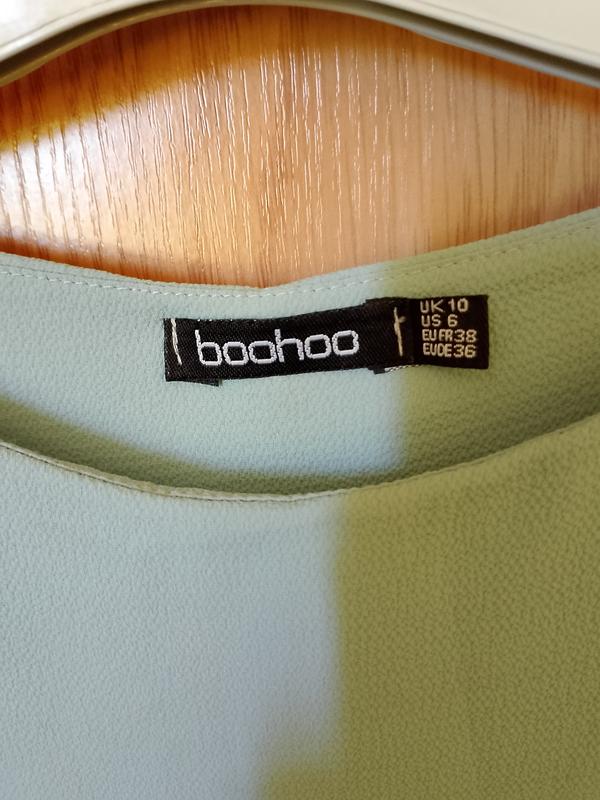 boohoo
UK 10
US 6
EU FR 38
EU DE 36